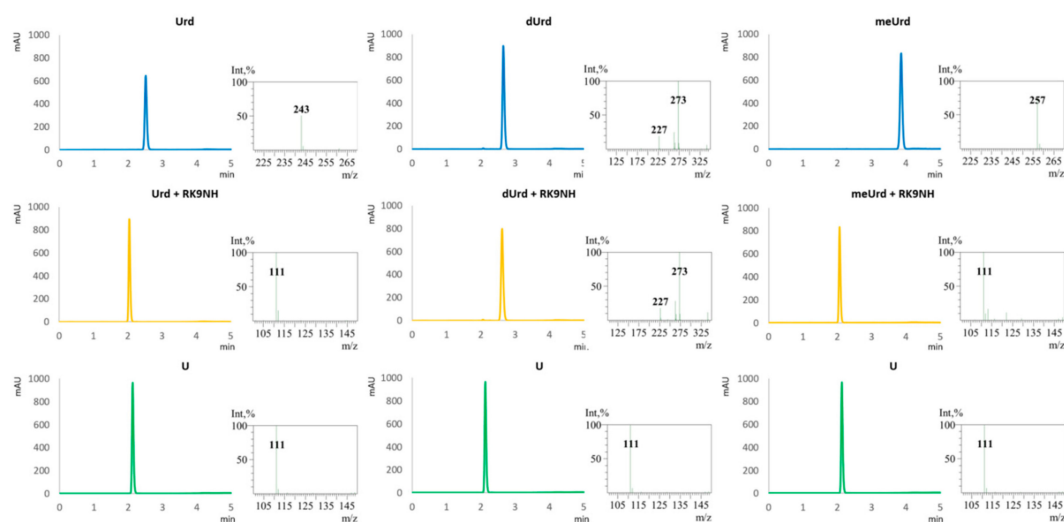 Urd
mAU
1000
800
600
400
200
0
0 1 2 3 4 5
min
Int,%
100
50
243
225 235 245 255 265
m/z
dUrd
mAU
1000
800
600
400
200
0
0 1 2 3 4 5
min
Int,%
100
50
273
227
125 175 225 275 325
m/z
meUrd
mAU
1000
800
600
400
200
0
0 1 2 3 4 5
min
Int,%
100
50
257
225 235 245 255 265
m/z
Urd + RK9NH
mAU
1000
800
600
400
200
0
0 1 2 3 4 5
min
Int,%
100
50
111
105 115 125 135 145
m/z
dUrd + RK9NH
mAU
1000
800
600
400
200
0
0 1 2 3 4 5
min.
Int,%
100
50
273
227
125 175 225 275 325
m/z
meUrd + RK9NH
mAU
1000
800
600
400
200
0
0 1 2 3 4 5
min
Int,%
100
50
111
105 115 125 135 145
m/z
U
mAU
1000
800
600
400
200
0
0 1 2 3 4 5
min
Int,%
100
50
111
105 115 125 135 145
m/z
U
mAU
1000
800
600
400
200
0
0 1 2 3 4 5
min
Int,%
100
50
111
105 115 125 135 145
m/z
U
mAU
1000
800
600
400
200
0
0 1 2 3 4 5
min
Int,%
100
50
111
105 115 125 135 145
m/z